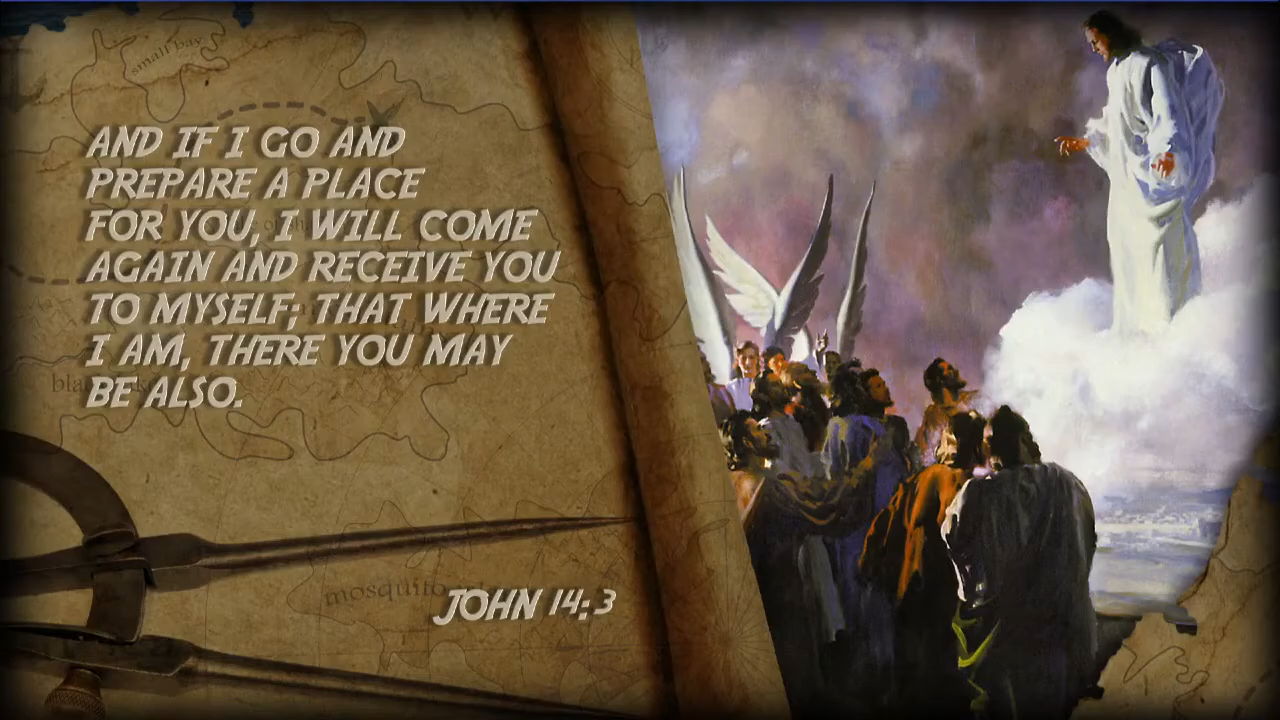 small bay
AND IF I GO AND
PREPARE A PLACE
FOR YOU, I WILL COME
AGAIN AND RECEIVE YOU
TO MYSELF; THAT WHERE
I AM, THERE YOU MAY
BE ALSO.
mosquito
JOHN 14:3